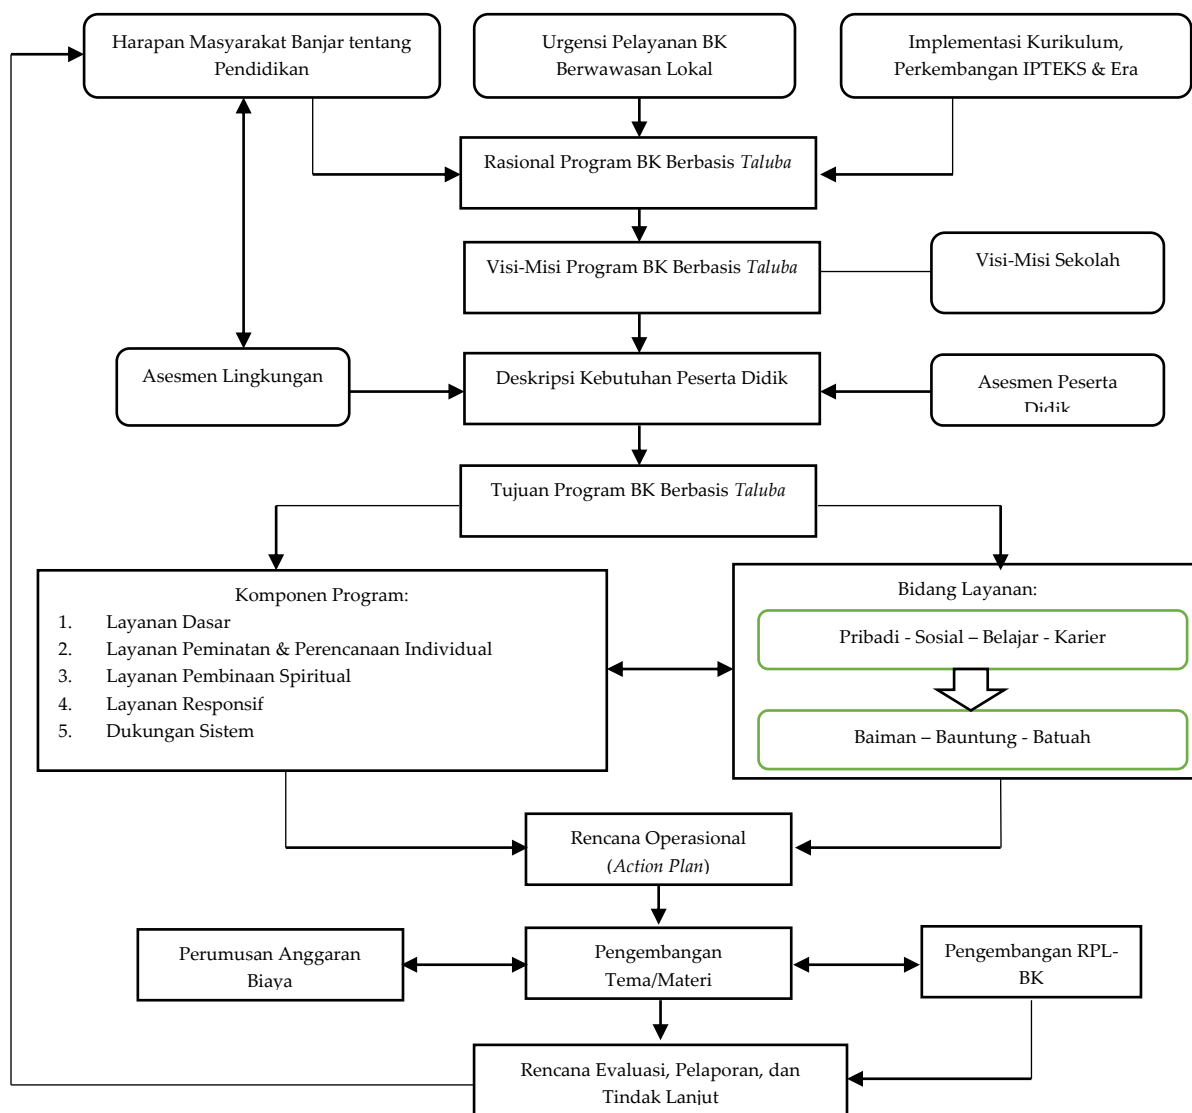 Harapan Masyarakat Banjar tentang
Pendidikan
Urgensi Pelayanan BK
Berwawasan Lokal
Implementasi Kurikulum,
Perkembangan IPTEKS & Era
Rasional Program BK Berbasis Taluba
Visi-Misi Program BK Berbasis Taluba
Visi-Misi Sekolah
Asesmen Lingkungan
Deskripsi Kebutuhan Peserta Didik
Asesmen Peserta
Didik
Tujuan Program BK Berbasis Taluba
Komponen Program:
1. Layanan Dasar
2. Layanan Peminatan & Perencanaan Individual
3. Layanan Pembinaan Spiritual
4. Layanan Responsif
5. Dukungan Sistem
Bidang Layanan:
Pribadi - Sosial – Belajar - Karier
Baiman – Bauntung - Batuah
Rencana Operasional
(Action Plan)
Perumusan Anggaran
Biaya
Pengembangan
Tema/Materi
Pengembangan RPL-
BK
Rencana Evaluasi, Pelaporan, dan
Tindak Lanjut